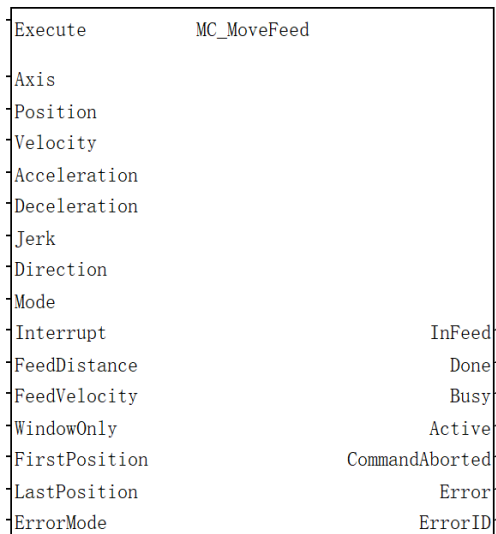 Execute MC_MoveFeed
Axis
Position
Velocity
Acceleration
Deceleration
Jerk
Direction
Mode
Interrupt InFeed
FeedDistance Done
FeedVelocity Busy
WindowOnly Active
FirstPosition CommandAborted
LastPosition Error
ErrorMode ErrorID